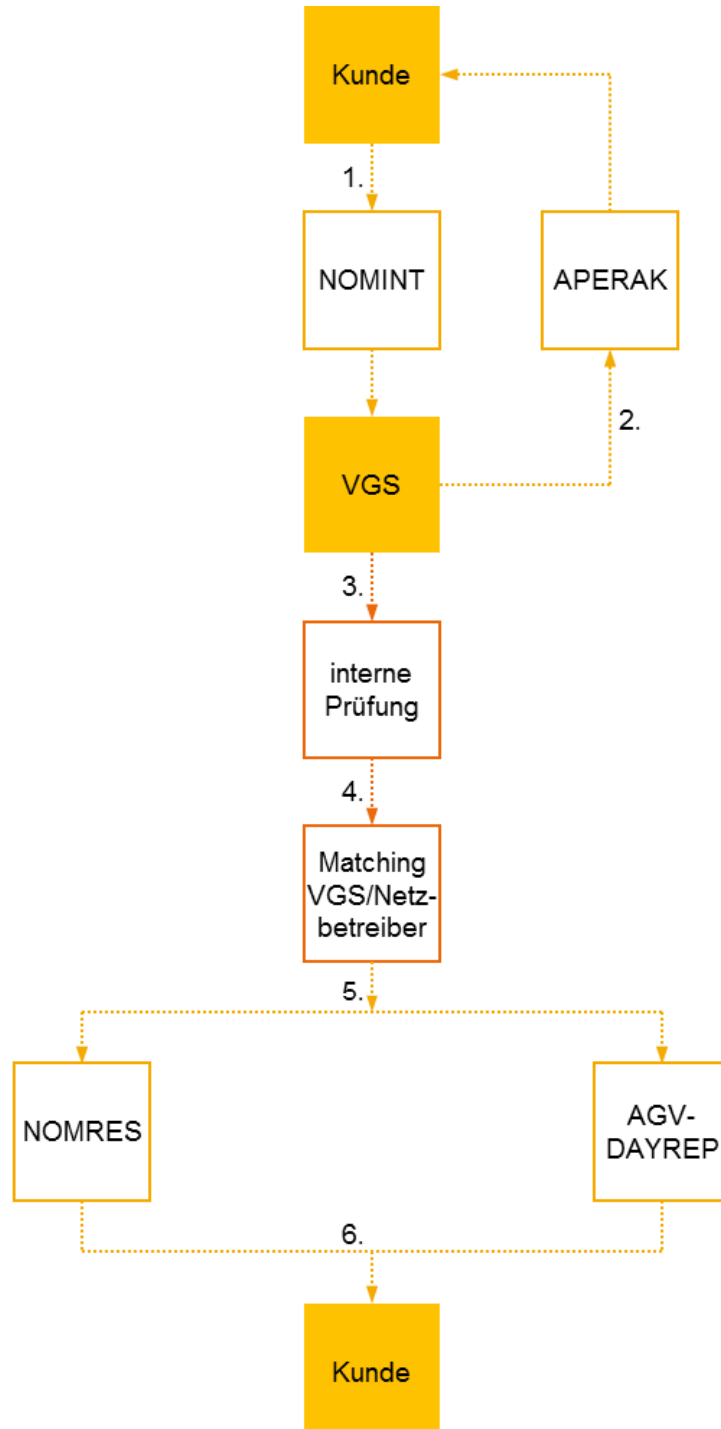 Kunde
1.
NOMINT
APERAK
2.
VGS
3.
interne
Prüfung
4.
Matching
VGS/Netz-
betreiber
5.
NOMRES
AGV-
DAYREP
6.
Kunde